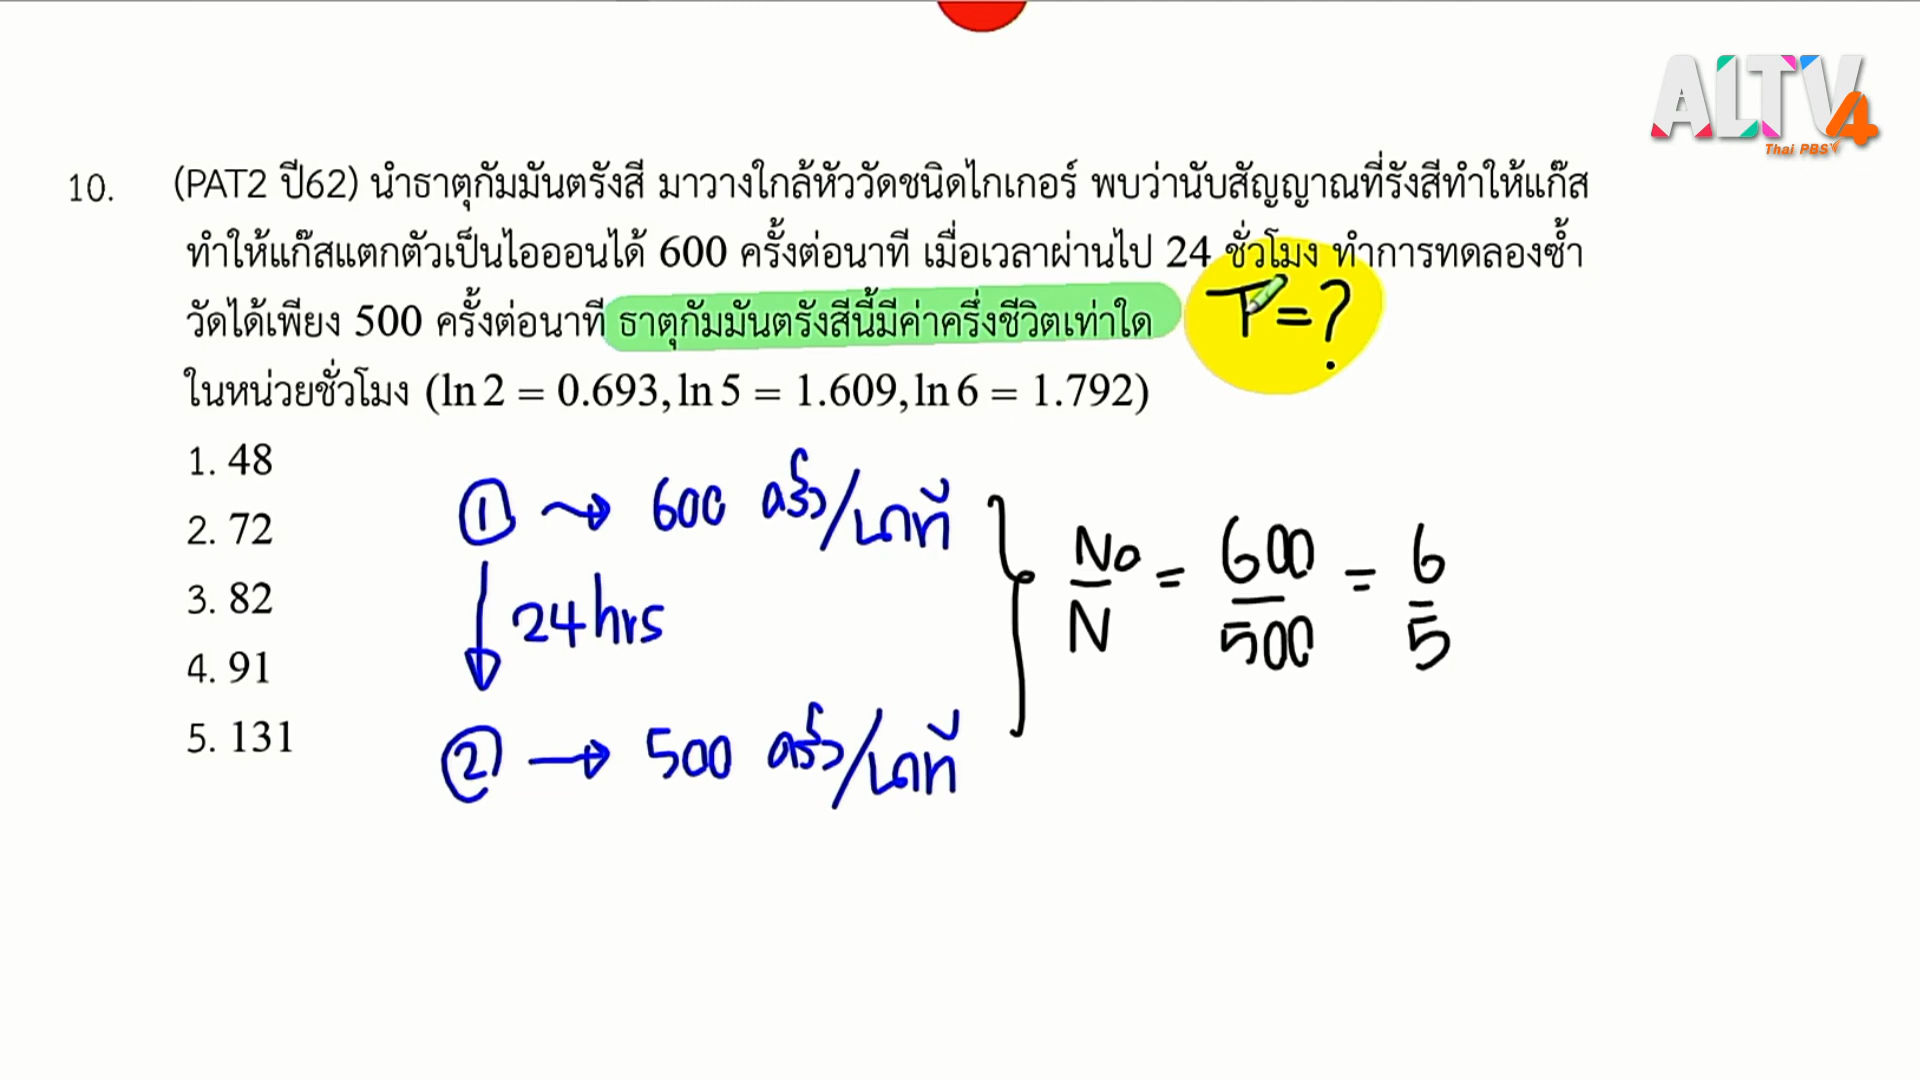 ALTV4
Thai PBS
10. (PAT2 ปี62) นำธาตุกัมมันตรังสี มาวางใกล้หัววัดชนิดไกเกอร์ พบว่านับสัญญาณที่รังสีทำให้แก๊ส
ทำให้แก๊สแตกตัวเป็นไอออนได้ 600 ครั้งต่อนาที เมื่อเวลาผ่านไป 24 ชั่วโมง ทำการทดลองซ้ำ
วัดได้เพียง 500 ครั้งต่อนาที ธาตุกัมมันตรังสีนี้มีค่าครึ่งชีวิตเท่าใด T=?
ในหน่วยชั่วโมง (ln 2 = 0.693, ln 5 = 1.609, ln 6 = 1.792)
1. 48
2. 72
3. 82
4. 91
5. 131
① → 600 ครั้ง/นาที
24 hrs
② → 500 ครั้ง/นาที
No/N = 600/500 = 6/5